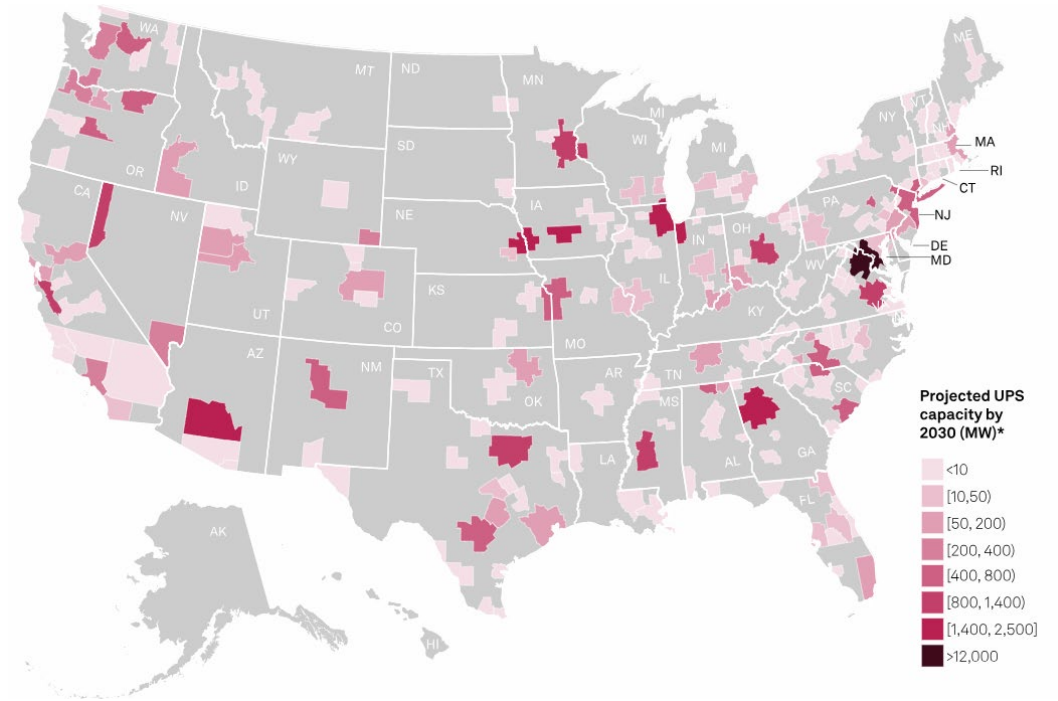 WA
MT
ND
MN
ME
VT
NH
NY
MA
RI
CT
NJ
DE
MD
OR
ID
WY
SD
WI
MI
MI
PA
CA
NV
UT
CO
NE
IA
IL
IN
OH
WV
KS
MO
KY
AZ
NM
TX
OK
AR
TN
MS
LA
AL
GA
SC
FL
AK
HI
Projected UPS
capacity by
2030 (MW)*
<10
[10,50)
[50, 200)
[200, 400)
[400, 800)
[800, 1,400)
[1,400, 2,500]
>12,000